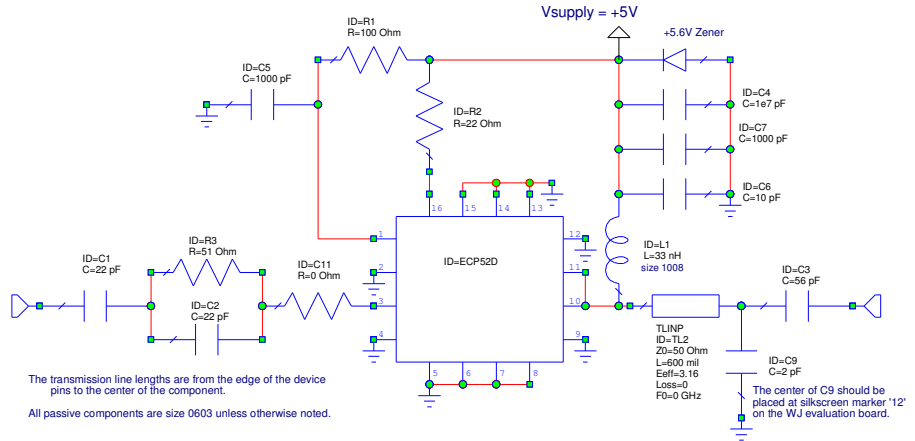 Vsupply = +5V
ID=R1
R=100 Ohm
+5.6V Zener
ID=C5
C=1000 pF
ID=C4
C=1e7 pF
ID=R2
R=22 Ohm
ID=C7
C=1000 pF
ID=C6
C=10 pF
16
15
14
13
1
12
ID=ECP52D
ID=R3
R=51 Ohm
ID=L1
L=33 nH
size 1008
ID=C1
C=22 pF
ID=C11
R=0 Ohm
2
11
ID=C3
C=56 pF
ID=C2
C=22 pF
3
10
4
9
TLINP
ID=TL2
Z0=50 Ohm
L=600 mil
Eeff=3.16
Loss=0
F0=0 GHz
ID=C9
C=2 pF
5
6
7
8
The transmission line lengths are from the edge of the device
pins to the center of the component.
All passive components are size 0603 unless otherwise noted.
The center of C9 should be
placed at silkscreen marker '12'
on the WJ evaluation board.